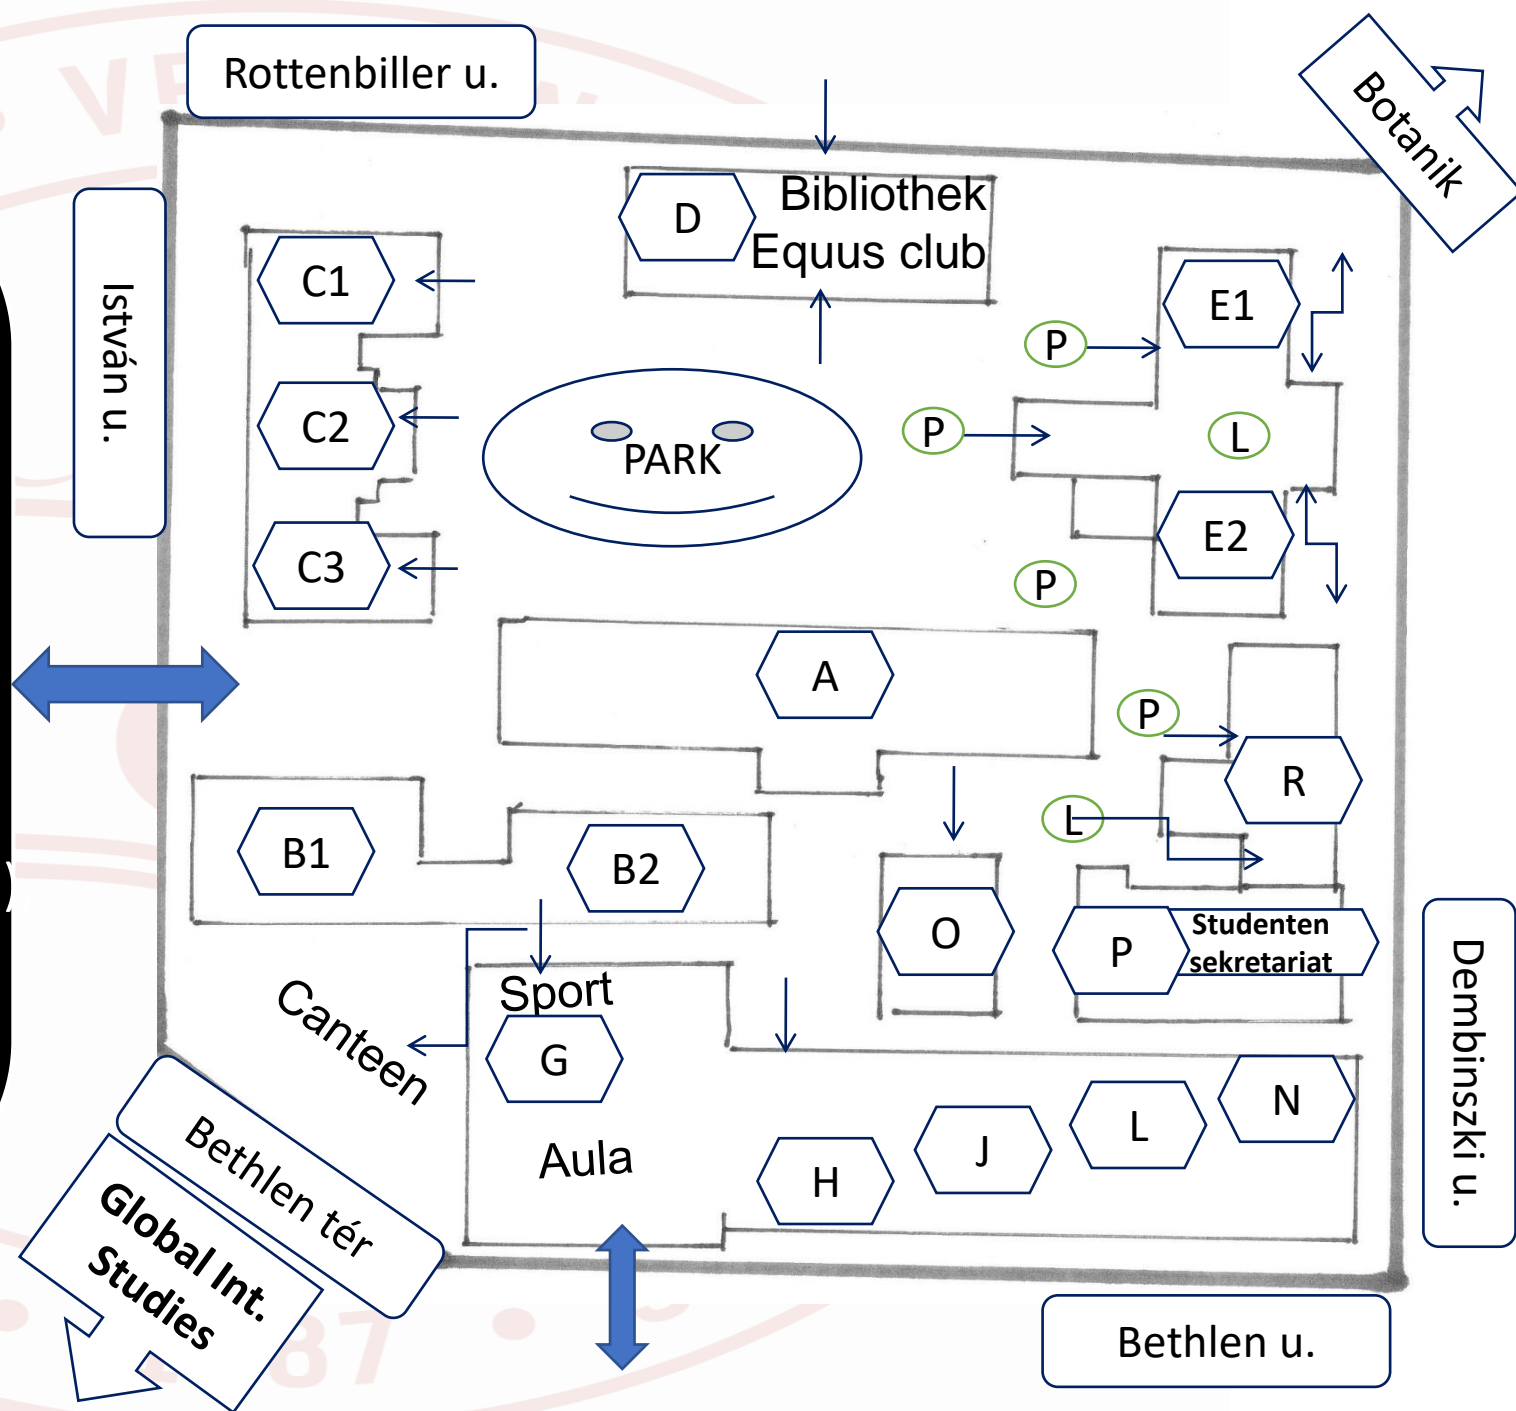 Rottenbiller u.
Botanik
István u.
D
Bibliothek
Equus club
C1
E1
P
C2
P
L
PARK
C3
E2
P
A
P
R
L
B1
B2
)
O
P
Studenten
sekretariat
Dembinszki u.
Sport
G
Canteen
Aula
H
J
L
N
Bethlen tér
Global Int.
Studies
87
Bethlen u.